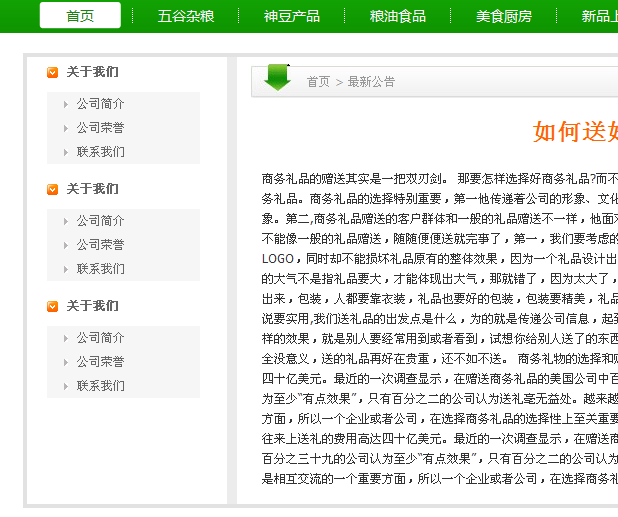 首页 五谷杂粮 神豆产品 粮油食品 美食厨房 新品上
关于我们
公司简介
公司荣誉
联系我们
关于我们
公司简介
公司荣誉
联系我们
关于我们
公司简介
公司荣誉
联系我们
首页 > 最新公告
如何送好
商务礼品的赠送其实是一把双刃剑。 那要怎样选择好商务礼品?而不
务礼品。商务礼品的选择特别重要，第一他传递着公司的形象、文化
象。第二,商务礼品赠送的客户群体和一般的礼品赠送不一样，他面对
不能像一般的礼品赠送，随随便便送就完事了，第一，我们要考虑的
LOGO，同时却不能损坏礼品原有的整体效果，因为一个礼品设计出
的大气不是指礼品要大，才能体现出大气，那就错了，因为太大了，
出来，包装，人都要靠衣装，礼品也要好的包装，包装要精美，礼品
说要实用,我们送礼品的出发点是什么，为的就是传递公司信息，起到
样的效果，就是别人要经常用到或者看到，试想你给别人送了的东西
全没意义，送的礼品再好在贵重，还不如不送。 商务礼物的选择和赠
四十亿美元。最近的一次调查显示，在赠送商务礼品的美国公司中百
为至少“有点效果”，只有百分之二的公司认为送礼毫无益处。越来越
方面，所以一个企业或者公司，在选择商务礼品的选择性上至关重要
往来上送礼的费用高达四十亿美元。最近的一次调查显示，在赠送商
百分之三十九的公司认为至少“有点效果”，只有百分之二的公司认为
是相互交流的一个重要方面，所以一个企业或者公司，在选择商务礼